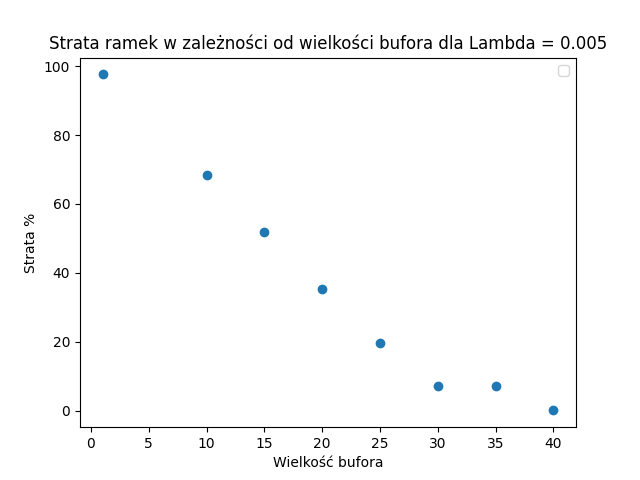 Strata ramek w zależności od wielkości bufora dla Lambda = 0.005
100
80
60
40
20
0
Strata %
0 5 10 15 20 25 30 35 40
Wielkość bufora